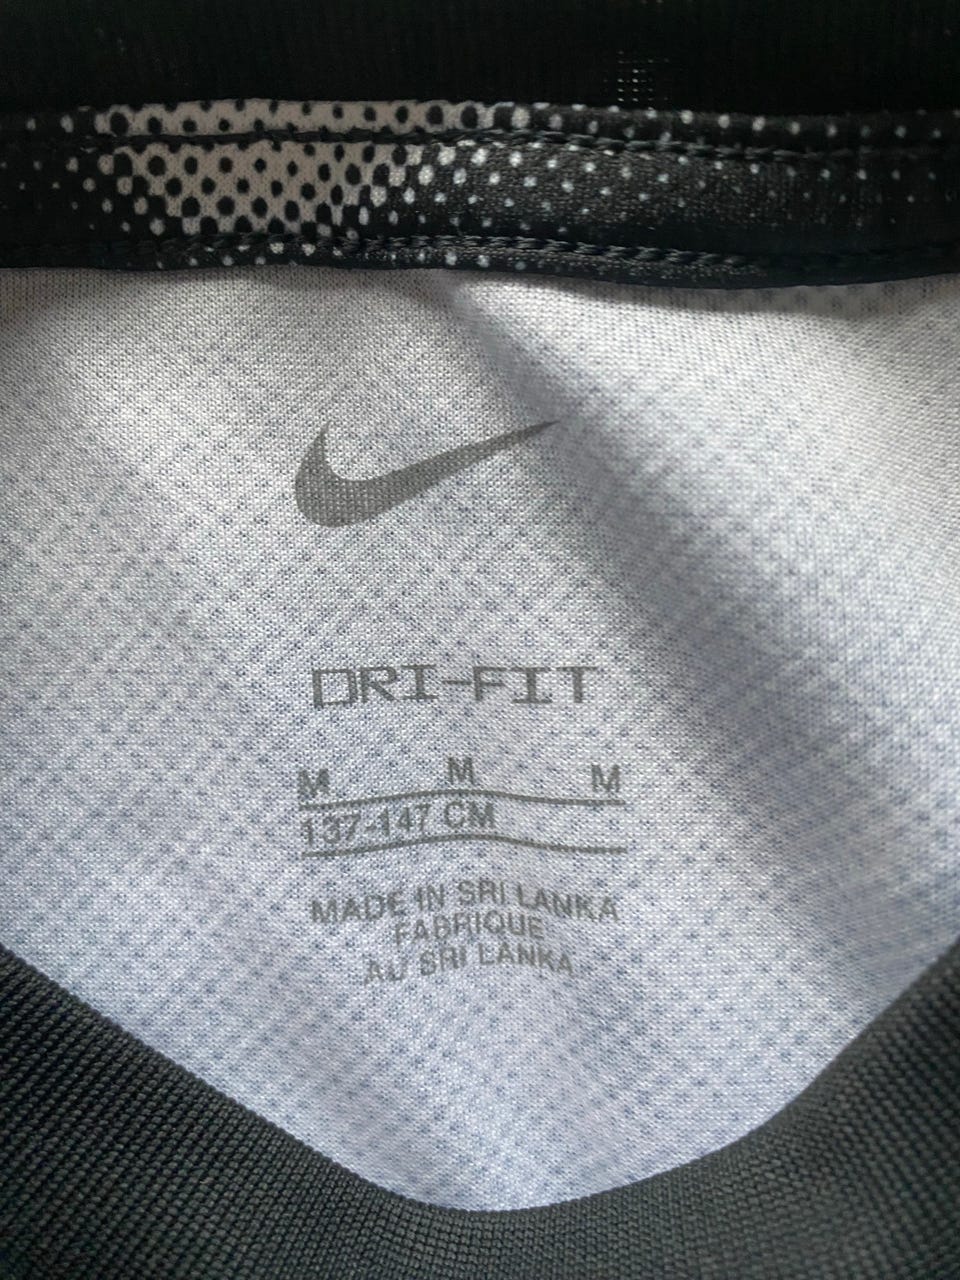 DRI-FIT
M M M
137-147 CM
MADE IN SRI LANKA
FABRIQUE
AU SRI LANKA